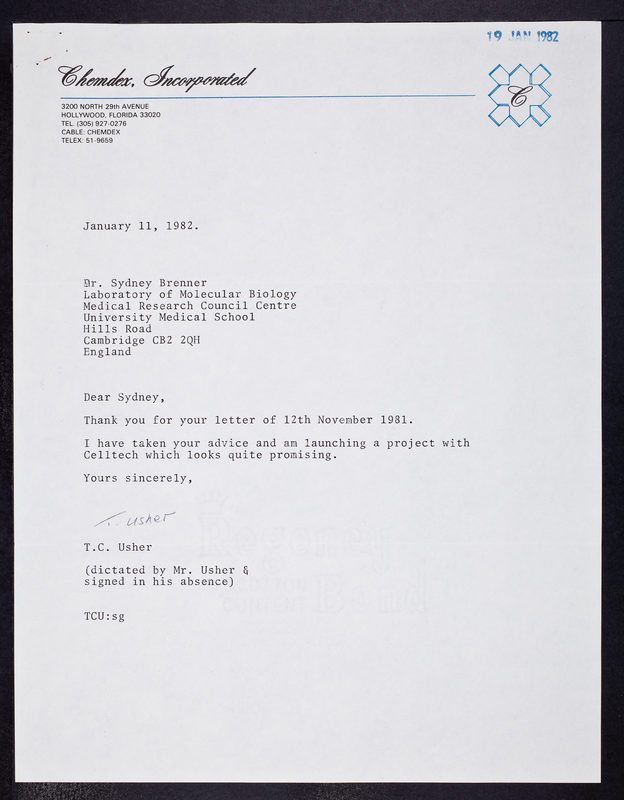 19 JAN 1982
Chemdex, Incorporated
3200 NORTH 29th AVENUE
HOLLYWOOD, FLORIDA 33020
TEL. (305) 927-0276
CABLE: CHEMDEX
TELEX: 51-9659
C
January 11, 1982.
Dr. Sydney Brenner
Laboratory of Molecular Biology
Medical Research Council Centre
University Medical School
Hills Road
Cambridge CB2 2QH
England
Dear Sydney,
Thank you for your letter of 12th November 1981.
I have taken your advice and am launching a project with
Celltech which looks quite promising.
Yours sincerely,
T. Usher
T.C. Usher
(dictated by Mr. Usher &
signed in his absence)
TCU:sg